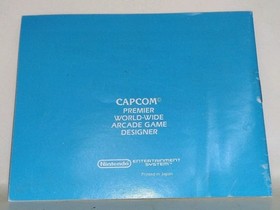 CAPCOM©
PREMIER
WORLD-WIDE
ARCADE GAME
DESIGNER
Nintendo ENTERTAINMENT
SYSTEM
Printed in Japan